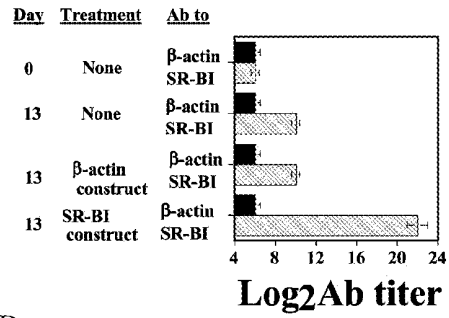 Day Treatment Ab to
0 None β-actin
SR-BI
13 None β-actin
SR-BI
13 β-actin construct β-actin
SR-BI
13 SR-BI construct β-actin
SR-BI
4 8 12 16 20 24
Log2Ab titer